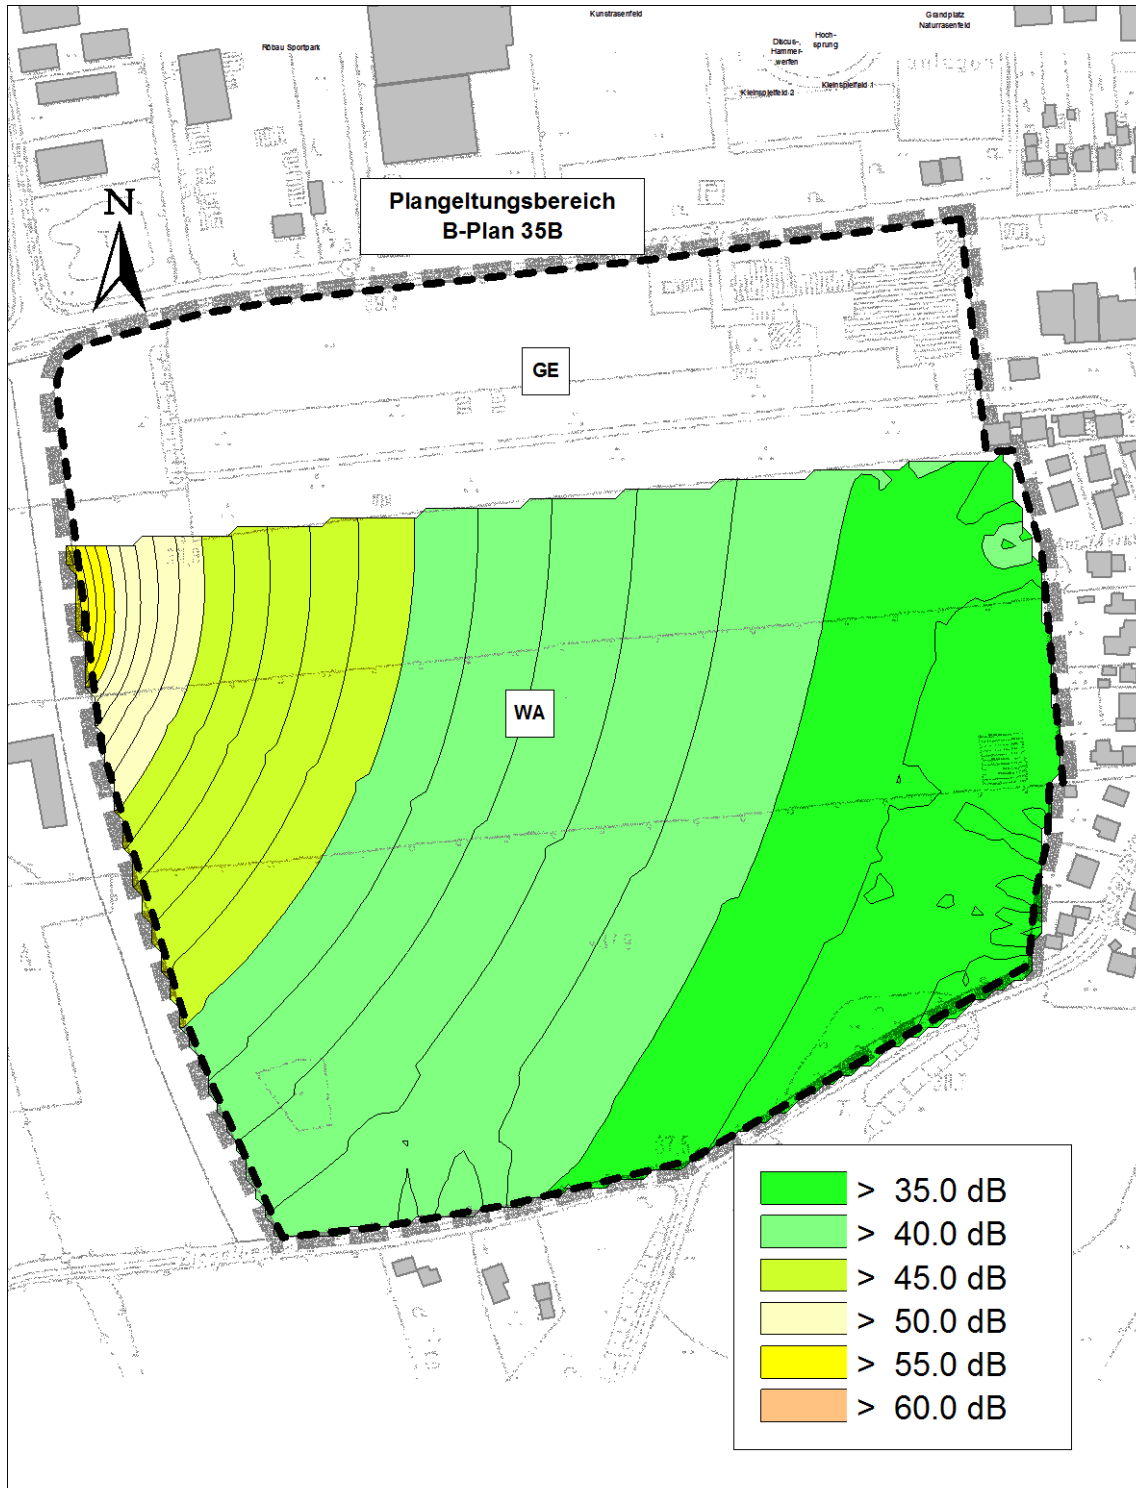 Kunstrasenfeld
Grandplatz
Naturrasenfeld
Röbau Sportpark
Discus-,
Hammer-
werfen
Hoch-
sprung
Kleinspielfeld 2
Kleinspielfeld 1
N
Plangeltungsbereich
B-Plan 35B
GE
WA
> 35.0 dB
> 40.0 dB
> 45.0 dB
> 50.0 dB
> 55.0 dB
> 60.0 dB